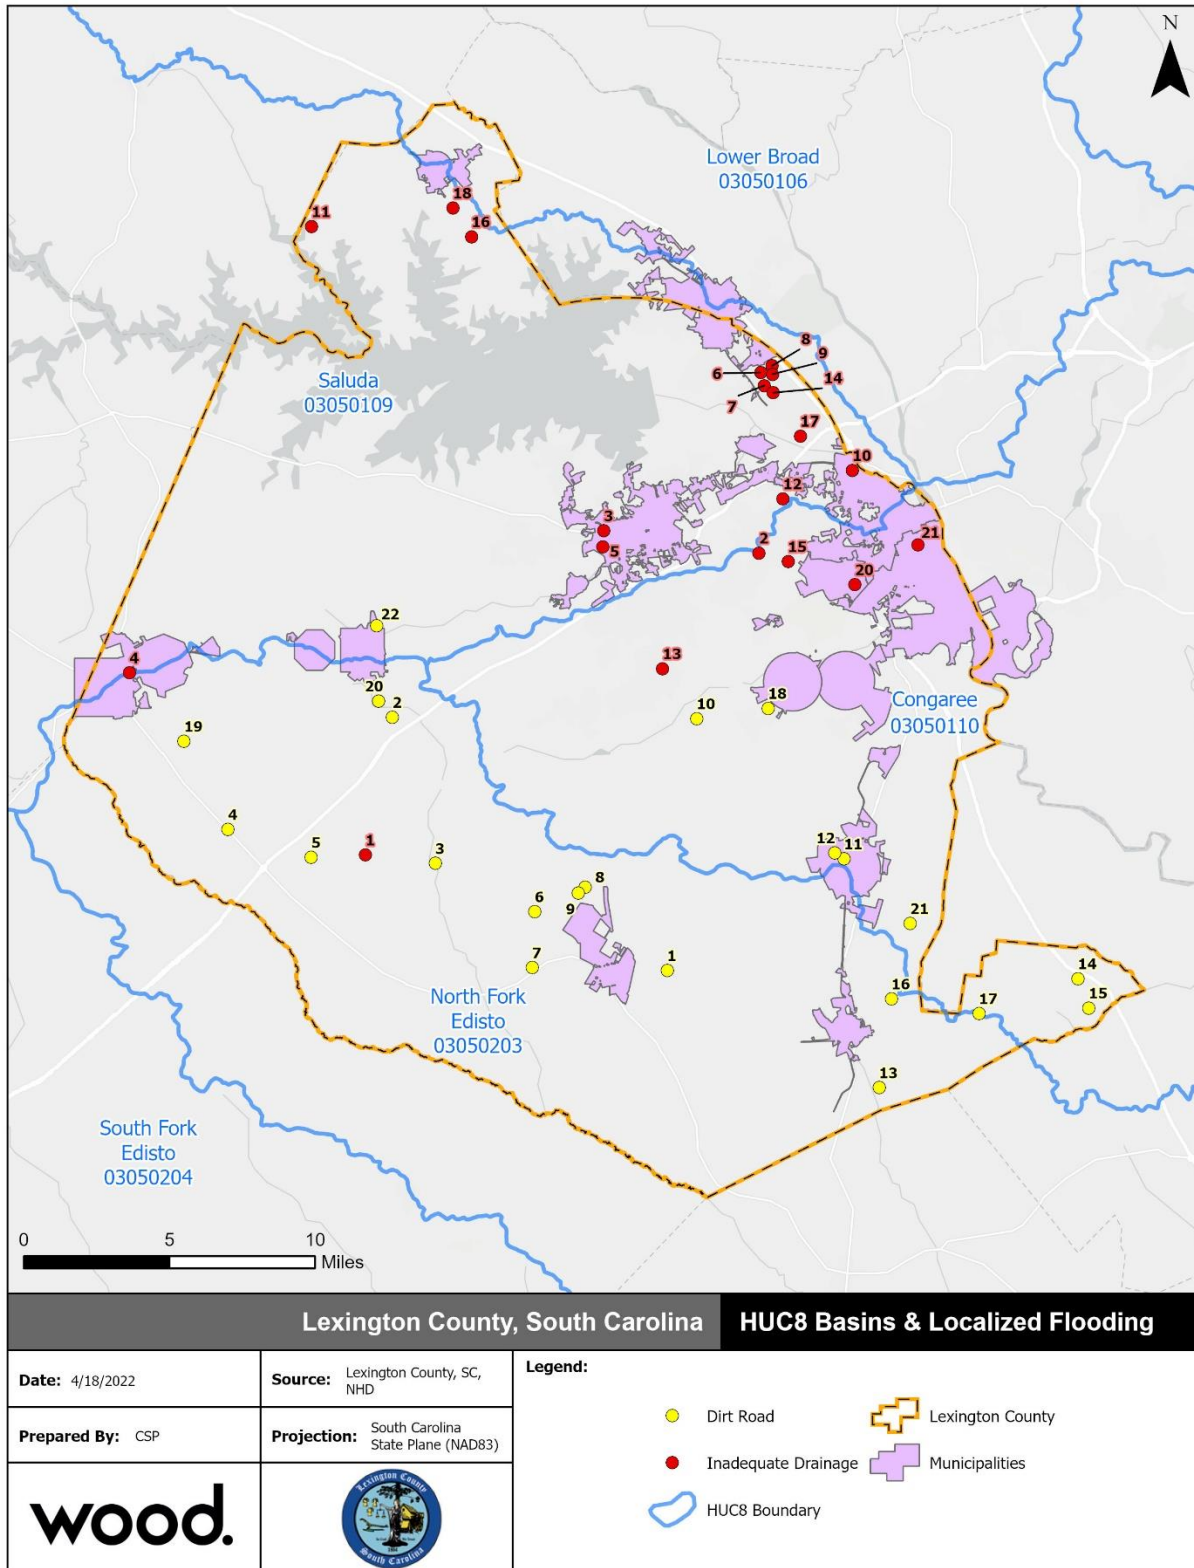 N
Lower Broad
03050106
18
11
16
8
9
6
14
7
Saluda
03050109
17
10
12
3
21
2
5
15
20
22
4
13
20
2
18
10
Congaree
03050110
19
4
12
11
5
1
3
8
6
9
21
7
1
14
16
17
15
North Fork
Edisto
03050203
13
South Fork
Edisto
03050204
0 5 10
Miles
Lexington County, South Carolina HUC8 Basins & Localized Flooding
Date: 4/18/2022
Source: Lexington County, SC,
NHD
Prepared By: CSP
Projection: South Carolina
State Plane (NAD83)
wood.
Lexington County
South Carolina
Legend:
Dirt Road
Lexington County
Inadequate Drainage
Municipalities
HUC8 Boundary